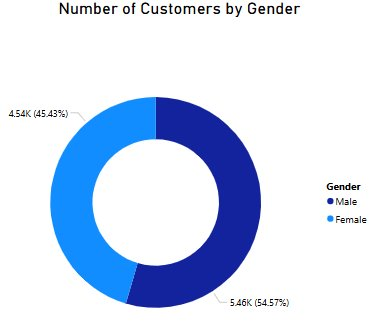 Number of Customers by Gender
4.54K (45.43%)
Gender
Male
Female
5.46K (54.57%)